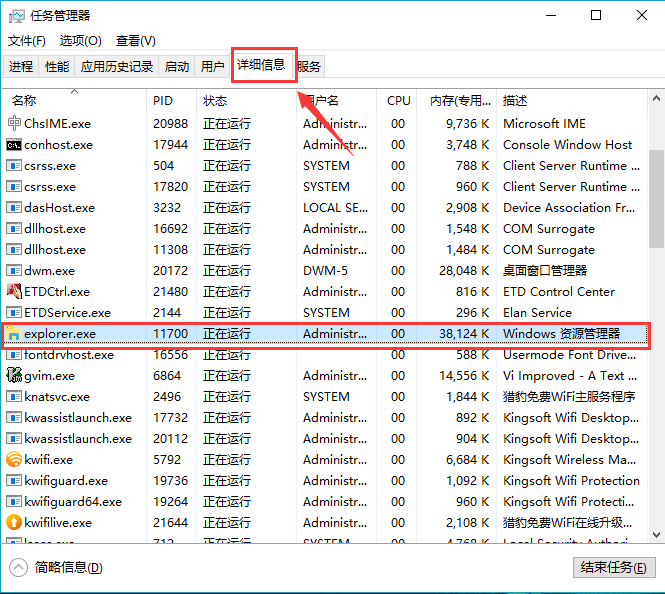 任务管理器
文件(F) 选项(O) 查看(V)
进程 性能 应用历史记录 启动 用户 详细信息 服务
名称 PID 状态 用户名 CPU 内存(专用... 描述
ChsIME.exe 20988 正在运行 Administr... 00 9,736 K Microsoft IME
conhost.exe 17944 正在运行 Administr... 00 3,748 K Console Window Host
csrss.exe 504 正在运行 SYSTEM 00 788 K Client Server Runtime ...
csrss.exe 17820 正在运行 SYSTEM 00 960 K Client Server Runtime ...
dasHost.exe 3232 正在运行 LOCAL SE... 00 2,908 K Device Association Fr...
dllhost.exe 16692 正在运行 Administr... 00 1,548 K COM Surrogate
dllhost.exe 11308 正在运行 Administr... 00 1,484 K COM Surrogate
dwm.exe 20172 正在运行 DWM-5 00 28,048 K 桌面窗口管理器
ETDCtrl.exe 21480 正在运行 Administr... 00 816 K ETD Control Center
ETDService.exe 2144 正在运行 SYSTEM 00 296 K Elan Service
explorer.exe 11700 正在运行 Administr... 00 38,124 K Windows 资源管理器
fontdrvhost.exe 16556 正在运行 00 588 K Usermode Font Drive...
gvim.exe 6864 正在运行 Administr... 00 14,556 K Vi Improved - A Text ...
knatsvc.exe 2496 正在运行 SYSTEM 00 1,844 K 猎豹免费WiFi主服务程序
kwassistlaunch.exe 17732 正在运行 Administr... 00 892 K Kingsoft Wifi Desktop...
kwassistlaunch.exe 20112 正在运行 Administr... 00 904 K Kingsoft Wifi Desktop...
kwifi.exe 5792 正在运行 Administr... 00 6,684 K Kingsoft Wireless Ma...
kwifiguard.exe 19736 正在运行 Administr... 00 1,092 K Kingsoft Wifi Protection
kwifiguard64.exe 19264 正在运行 Administr... 00 960 K Kingsoft Wifi Protecti...
kwifilive.exe 21644 正在运行 Administr... 00 2,108 K 猎豹免费WiFi在线升级...
lsass.exe 712 正在运行 SYSTEM 00 4,768 K Local Security Authori...
简略信息(D) 结束任务(E)